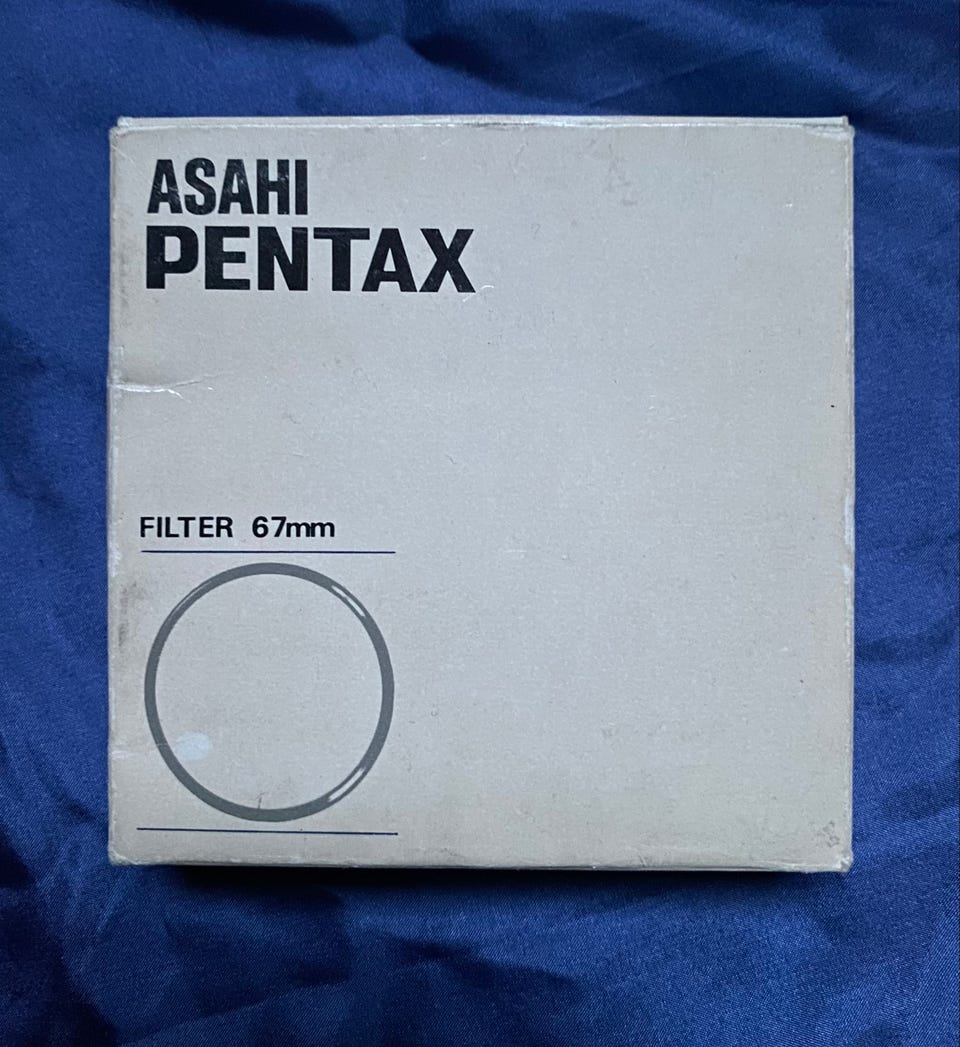 ASAHI
PENTAX
FILTER 67mm